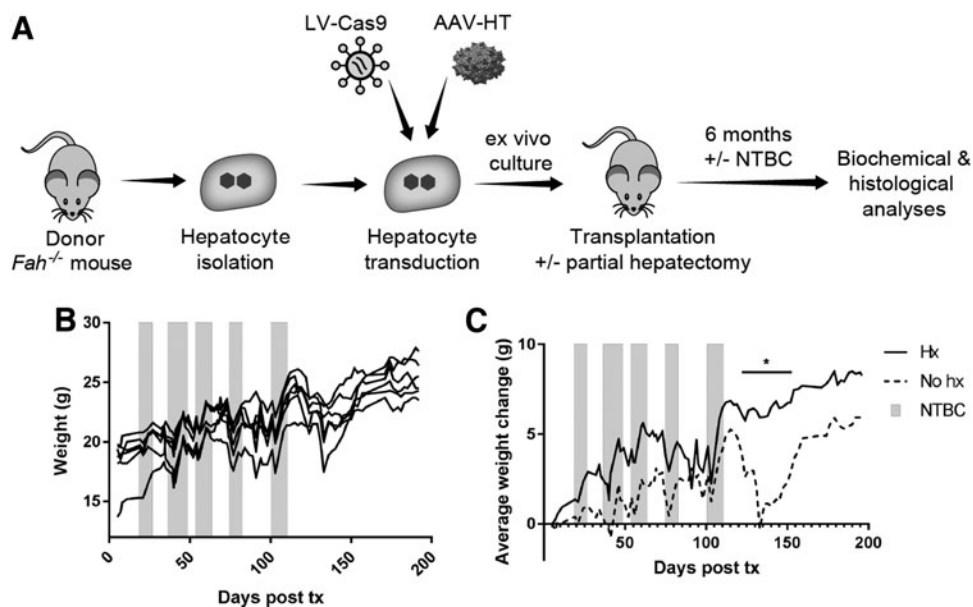 A
LV-Cas9
AAV-HT
ex vivo
culture
6 months
+/- NTBC
Biochemical &
histological
analyses
Donor
Fah-/- mouse
Hepatocyte
isolation
Hepatocyte
transduction
Transplantation
+/- partial hepatectomy
B
30
25
20
15
Weight (g)
0
50
100
150
200
Days post tx
C
10
5
0
Average weight change (g)
*
50
100
150
200
Days post tx
Hx
No hx
NTBC